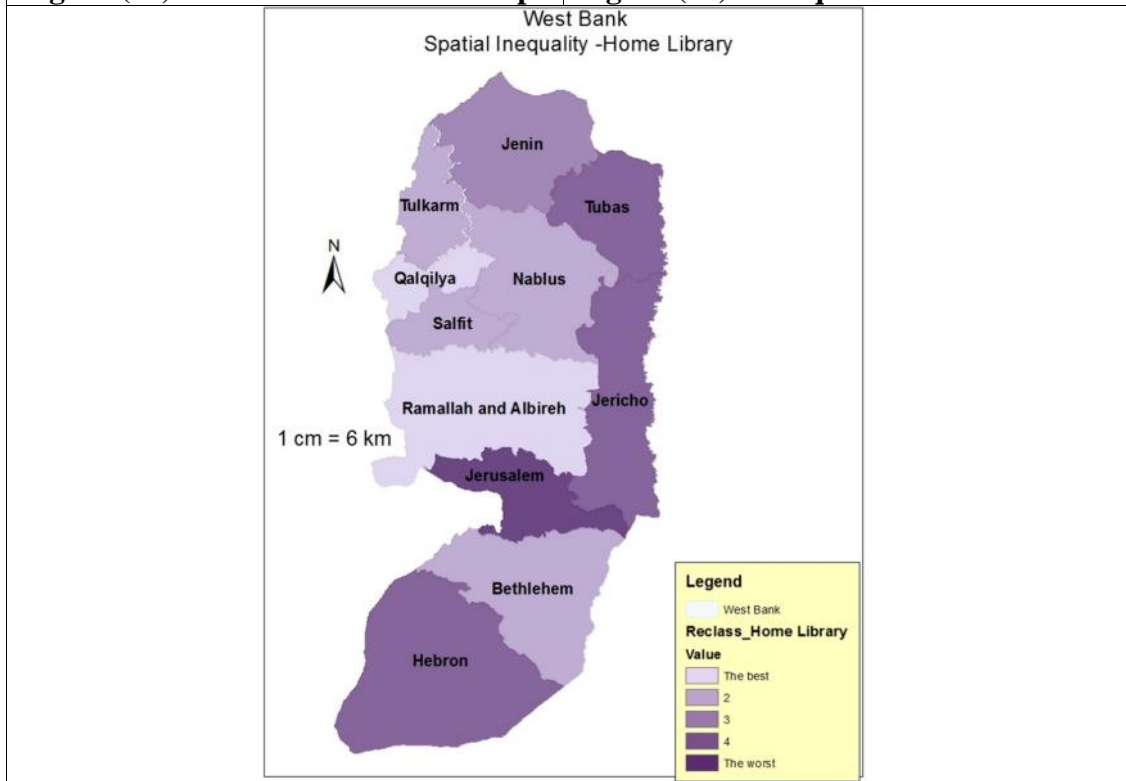 West Bank
Spatial Inequality -Home Library
Jenin
Tubas
Tulkarm
N
Qalqilya
Nablus
Salfit
Ramallah and Albireh
Jericho
1 cm = 6 km
Jerusalem
Bethlehem
Hebron
Legend
West Bank
Reclass_Home Library
Value
The best
2
3
4
The worst